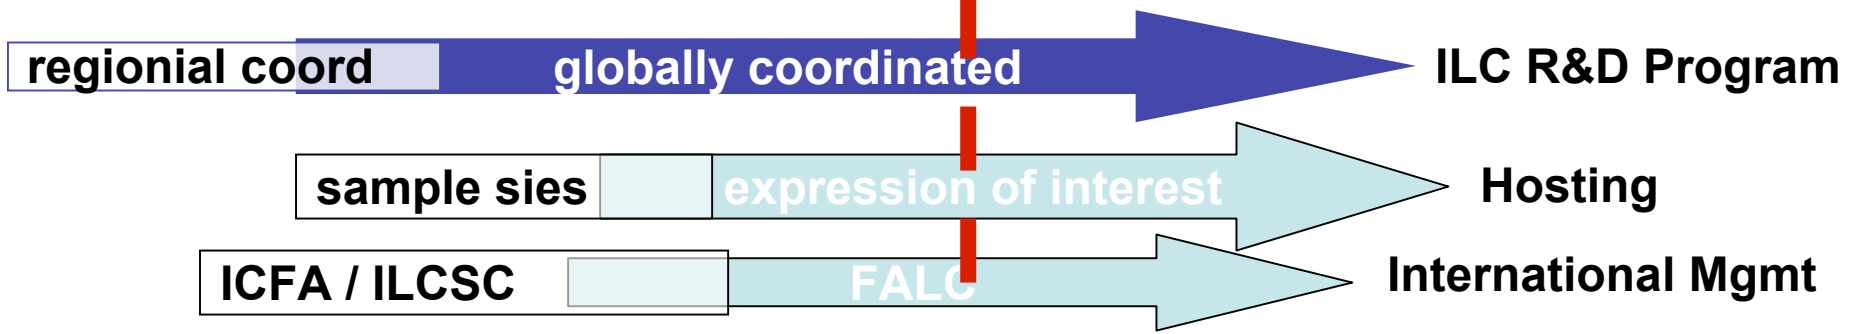 regionial coord globally coordinated ILC R&D Program
sample sies expression of interest Hosting
ICFA / ILCSC FALC International Mgmt